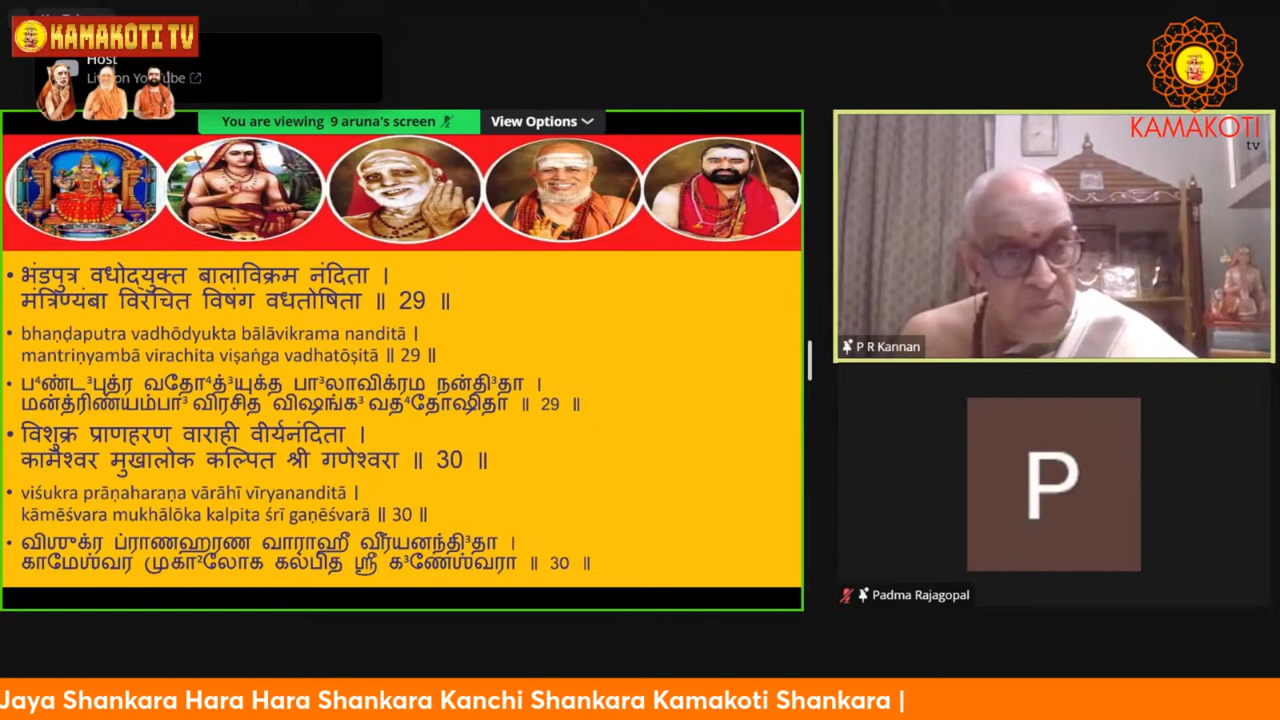 KAMAKOTI TV
Host
Live on YouTube
You are viewing 9 aruna's screen
View Options
KAMAKOTI
tv
• भंडपुत्र वधोद्युक्त बालाविक्रम नंदिता ।
मंत्रिण्यंबा विरचित विषंग वधतोषिता ॥ 29 ॥
• bhaṇḍaputra vadhōdyukta bālāvikrama nanditā |
mantriṇyambā virachita viṣaṅga vadhatōṣitā ॥ 29 ॥
• ப⁴ண்ட³புத்ர வதோ⁴த்³யுக்த பா³லாவிக்ரம நன்தி³தா ।
மன்த்ரிண்யம்பா³ விரசித விஷங்க³ வத⁴தோஷிதா ॥ 29 ॥
• विशुक्र प्राणहरण वाराही वीर्यनंदिता ।
कामेश्वर मुखालोक कल्पित श्री गणेश्वरा ॥ 30 ॥
• viśukra prāṇaharaṇa vārāhī vīryananditā |
kāmēśvara mukhālōka kalpita śrī gaṇēśvarā ॥ 30 ॥
• விஶுக்ர ப்ராணஹரண வாராஹீ வீர்யனந்தி³தா ।
காமேஶ்வர முகா²லோக கல்பித ஶ்ரீ க³ணேஶ்வரா ॥ 30 ॥
P R Kannan
P
Padma Rajagopal
Jaya Shankara Hara Hara Shankara Kanchi Shankara Kamakoti Shankara |